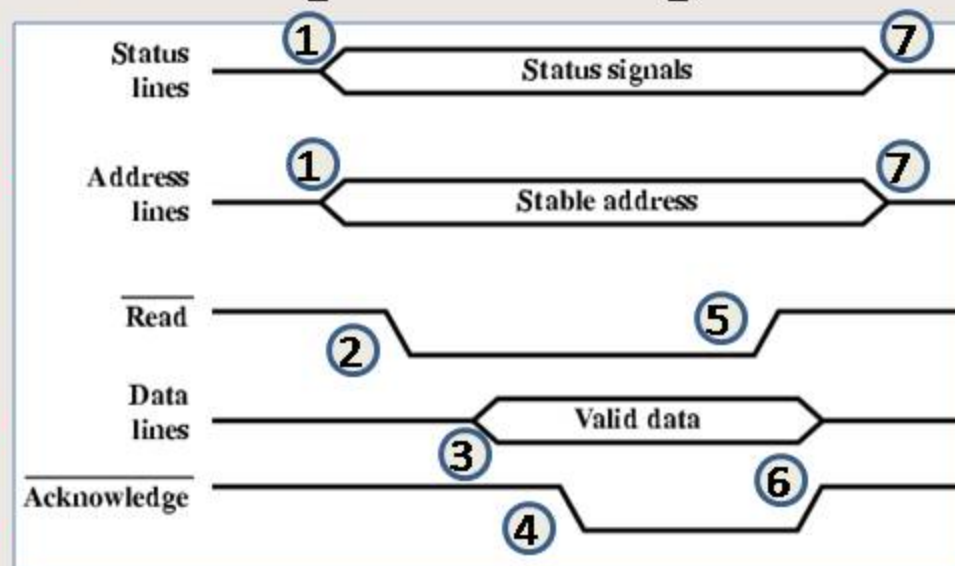 1
7
Status
lines
Status signals
1
7
Address
lines
Stable address
Read
2
5
Data
lines
Valid data
3
Acknowledge
4
6